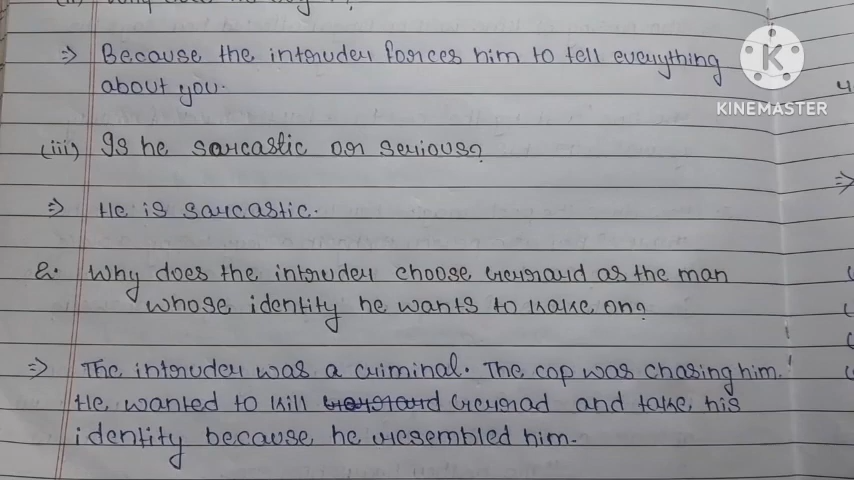 ⇒ Because the intruder forces him to tell everything
about you.
(iii) Is he sarcastic or serious?
⇒ He is sarcastic.
2. Why does the intruder choose Gerrard as the man
whose identity he wants to take on?
⇒ The intruder was a criminal. The cop was chasing him.
He wanted to kill Gerrad and take his
identity because he resembled him.
K
KINEMASTER